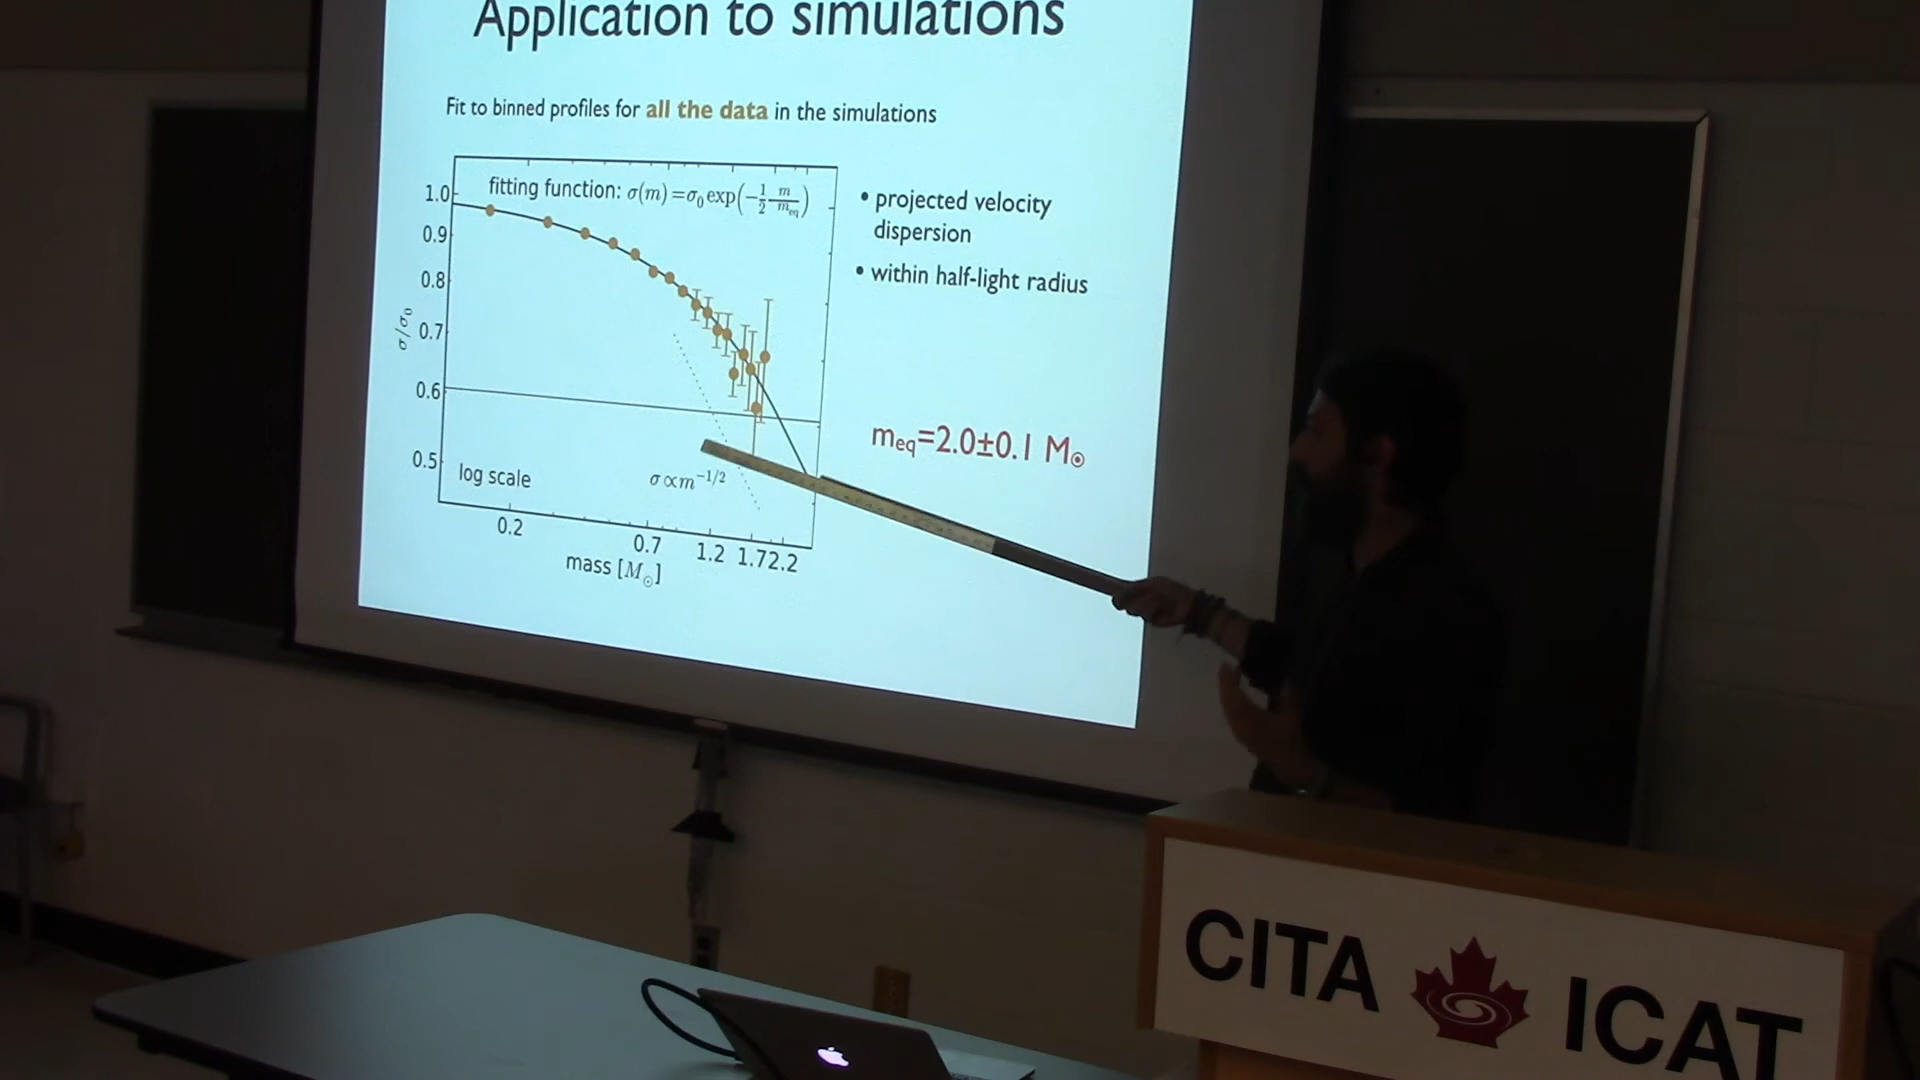 Application to simulations
Fit to binned profiles for all the data in the simulations
fitting function: σ(m)=σ₀exp(−1/2 m/m_eq)
1.0
0.9
0.8
0.7
0.6
0.5
σ/σ₀
log scale
σ∝m^−1/2
0.2
0.7
1.2
1.7
2.2
mass [M⊙]
• projected velocity
dispersion
• within half-light radius
m_eq=2.0±0.1 M⊙
CITA ICAT